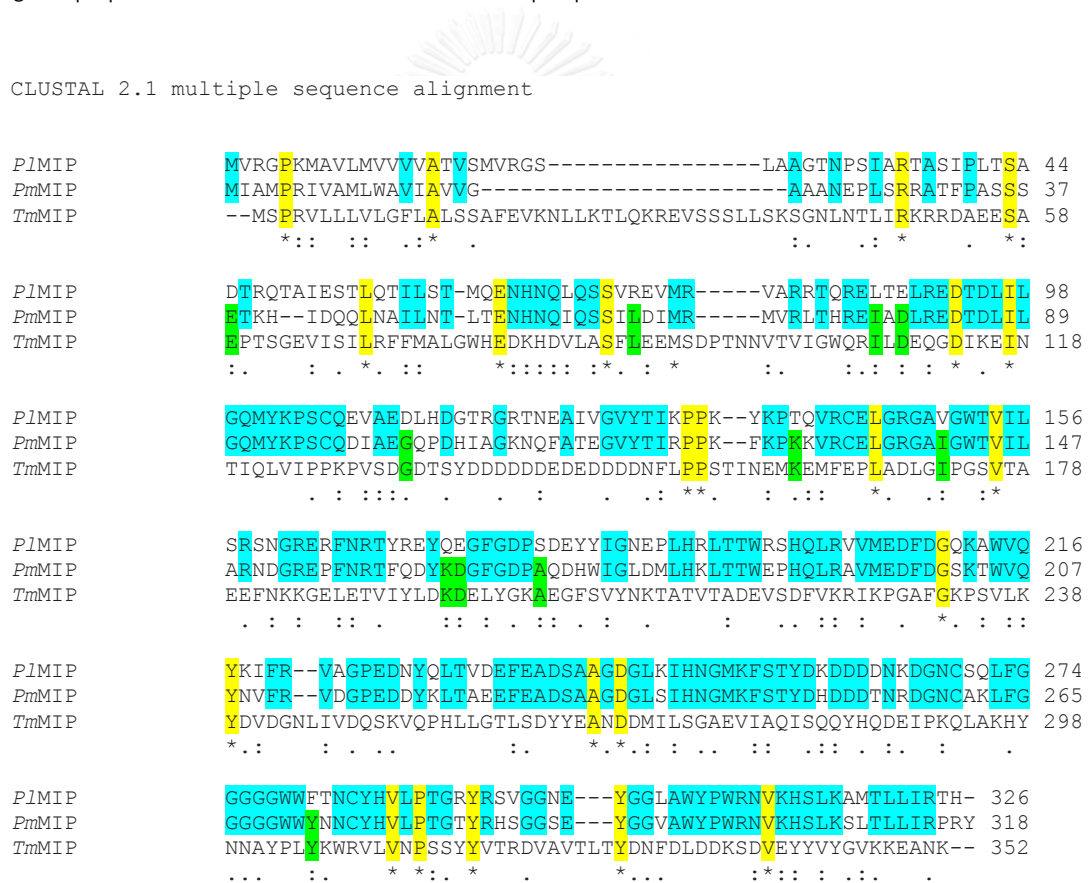 CLUSTAL 2.1 multiple sequence alignment
PlMIP MVRGPKMAVLMVVVVATVSMVRGS----------------LAAGTNPSIARTASIPLTSA 44
PmMIP MIAMPRIVAMLWAVIAVVG-----------------------AAANEPLSRRATFPASSS 37
TmMIP --MSPRVLLLVLGFLALSSAFEVKNLLKTLQKREVSSSLLSKSGNLNTLIRKRRDAEESA 58
*:: :: .:* . :. .: * . *:
PlMIP DTRQTAIESTLQTILST-MQENHNQLQSSVREVMR-----VARRTQRELTELREDTDLIL 98
PmMIP ETKH--IDQQLNAILNT-LTENHNQIQSSILDIMR-----MVRLTHREIADLREDTDLIL 89
TmMIP EPTSGEVISILRFFMALGWHEDKHDVLASFLEEMSDPTNNVTVIGWQRILDEQGDIKEIN 118
:. : . *. :: *::::: :*. : * :. :.: : : * . *
PlMIP GQMYKPSCQEVAEDLHDGTRGRTNEAIVGVYTIKPPK--YKPTQVRCELGRGAVGWTVIL 156
PmMIP GQMYKPSCQDIAEGQPDHIAGKNQFATEGVYTIRPPK--FKPKKVRCELGRGAIGWTVIL 147
TmMIP TIQLVIPPKPVSDGDTSYDDDDDDEDEDDDDNFLPPSTINEMKEMFEPLADLGIPGSVTA 178
. : :::. . . : . .: **. : .:: *. .: :*
PlMIP SRSNGRERFNRTYREYQEGFGDPSDEYYIGNEPLHRLTTWRSHQLRVVMEDFDGQKAWVQ 216
PmMIP ARNDGREPFNRTFQDYKDGFGDPAQDHWIGLDMLHKLTTWEPHQLRAVMEDFDGSKTWVQ 207
TmMIP EEFNKKGELETVIYLDKDELYGKAEGFSVYNKTATVTADEVSDFVKRIKPGAFGKPSVLK 238
. : : :: . :: : .: . : . : .. :: : . *. : ::
PlMIP YKIFR--VAGPEDNYQLTVDEFEADSAAGDGLKIHNGMKFSTYDKDDDDNKDGNCSQLFG 274
PmMIP YNVFR--VDGPEDDYKLTAEEFEADSAAGDGLSIHNGMKFSTYDHDDDTNRDGNCAKLFG 265
TmMIP YDVDGNLIVDQSKVQPHLLGTLSDYYEANDDMILSGAEVIAQISQQYHQDEIPKQLAKHY 298
*.: : . .. :. *.*.: : .. :: .:: . :. : .
PlMIP GGGGWWFTNCYHVLPTGRYRSVGGNE---YGGLAWYPWRNVKHSLKAMTLLIRTH- 326
PmMIP GGGGWWYNNCYHVLPTGTYRHSGGSE---YGGVAWYPWRNVKHSLKSLTLLIRPRY 318
TmMIP NNAYPLYKWRVLVNPSSYYVTRDVAVTLTYDNFDLDDKSDVEYYVYGVKKEANK-- 352
... :. * *:. * . *... :*:: : .:. .